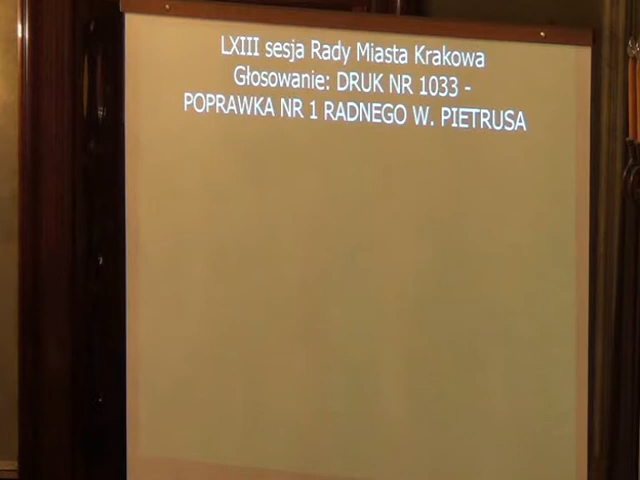 LXIII sesja Rady Miasta Krakowa
Głosowanie: DRUK NR 1033 -
POPRAWKA NR 1 RADNEGO W. PIETRUSA